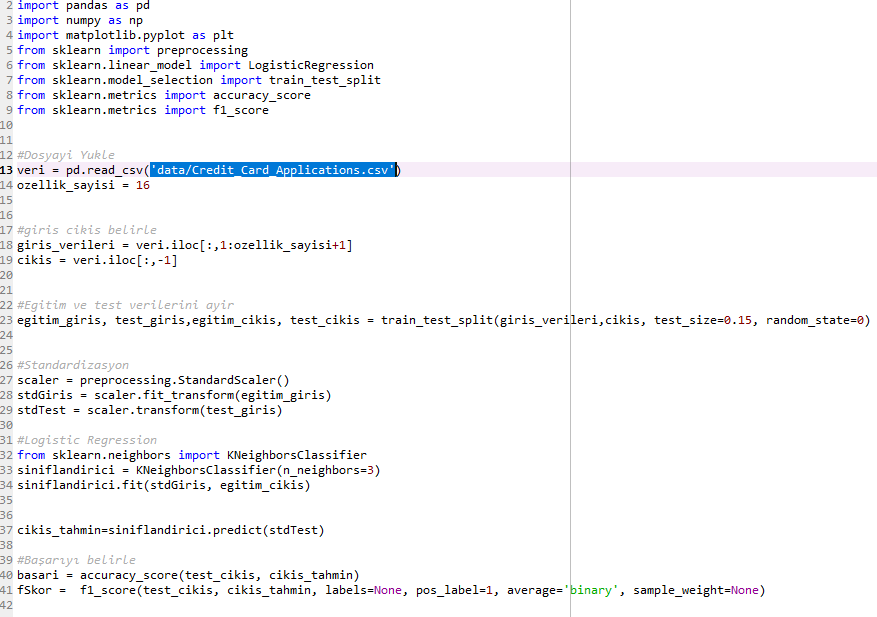 2 import pandas as pd
3 import numpy as np
4 import matplotlib.pyplot as plt
5 from sklearn import preprocessing
6 from sklearn.linear_model import LogisticRegression
7 from sklearn.model_selection import train_test_split
8 from sklearn.metrics import accuracy_score
9 from sklearn.metrics import f1_score
10
11
12 #Dosyayi Yukle
13 veri = pd.read_csv('data/Credit_Card_Applications.csv')
14 ozellik_sayisi = 16
15
16
17 #giris cikis belirle
18 giris_verileri = veri.iloc[:,1:ozellik_sayisi+1]
19 cikis = veri.iloc[:,-1]
20
21
22 #Egitim ve test verilerini ayir
23 egitim_giris, test_giris,egitim_cikis, test_cikis = train_test_split(giris_verileri,cikis, test_size=0.15, random_state=0)
24
25
26 #Standardizasyon
27 scaler = preprocessing.StandardScaler()
28 stdGiris = scaler.fit_transform(egitim_giris)
29 stdTest = scaler.transform(test_giris)
30
31 #Logistic Regression
32 from sklearn.neighbors import KNeighborsClassifier
33 siniflandirici = KNeighborsClassifier(n_neighbors=3)
34 siniflandirici.fit(stdGiris, egitim_cikis)
35
36
37 cikis_tahmin=siniflandirici.predict(stdTest)
38
39 #Başarıyı belirle
40 basari = accuracy_score(test_cikis, cikis_tahmin)
41 fSkor =  f1_score(test_cikis, cikis_tahmin, labels=None, pos_label=1, average='binary', sample_weight=None)
42